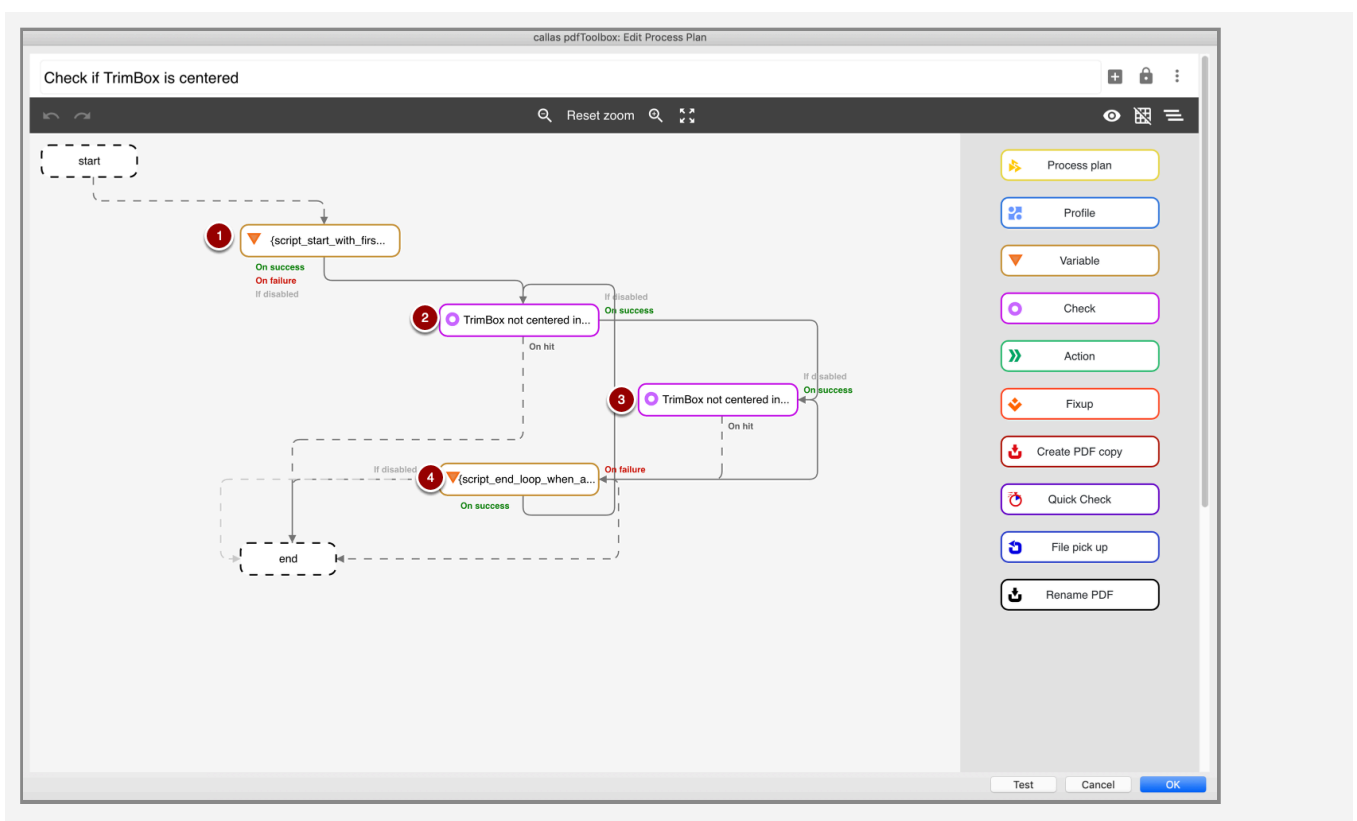 callas pdfToolbox: Edit Process Plan
Check if TrimBox is centered
Reset zoom
start
1
{script_start_with_firs...
On success
On failure
If disabled
2
TrimBox not centered in...
If disabled
On success
On hit
3
TrimBox not centered in...
If disabled
On success
On hit
If disabled
4
{script_end_loop_when_a...
On failure
On success
end
Process plan
Profile
Variable
Check
Action
Fixup
Create PDF copy
Quick Check
File pick up
Rename PDF
Test
Cancel
OK